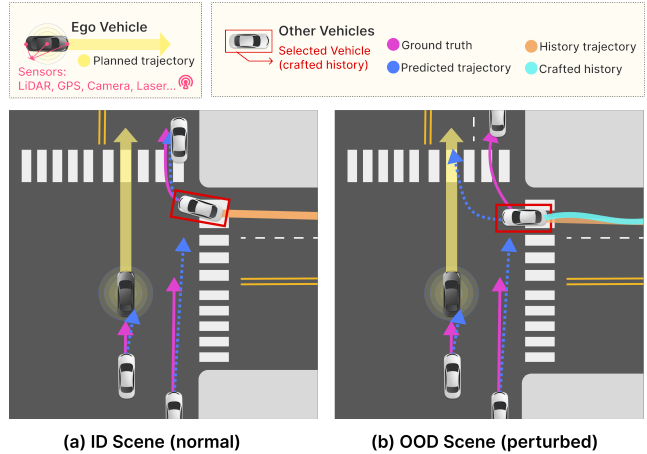 Ego Vehicle
Planned trajectory
Sensors:
LiDAR, GPS, Camera, Laser...
Other Vehicles
Selected Vehicle
(crafted history)
Ground truth
History trajectory
Predicted trajectory
Crafted history
(a) ID Scene (normal)
(b) OOD Scene (perturbed)